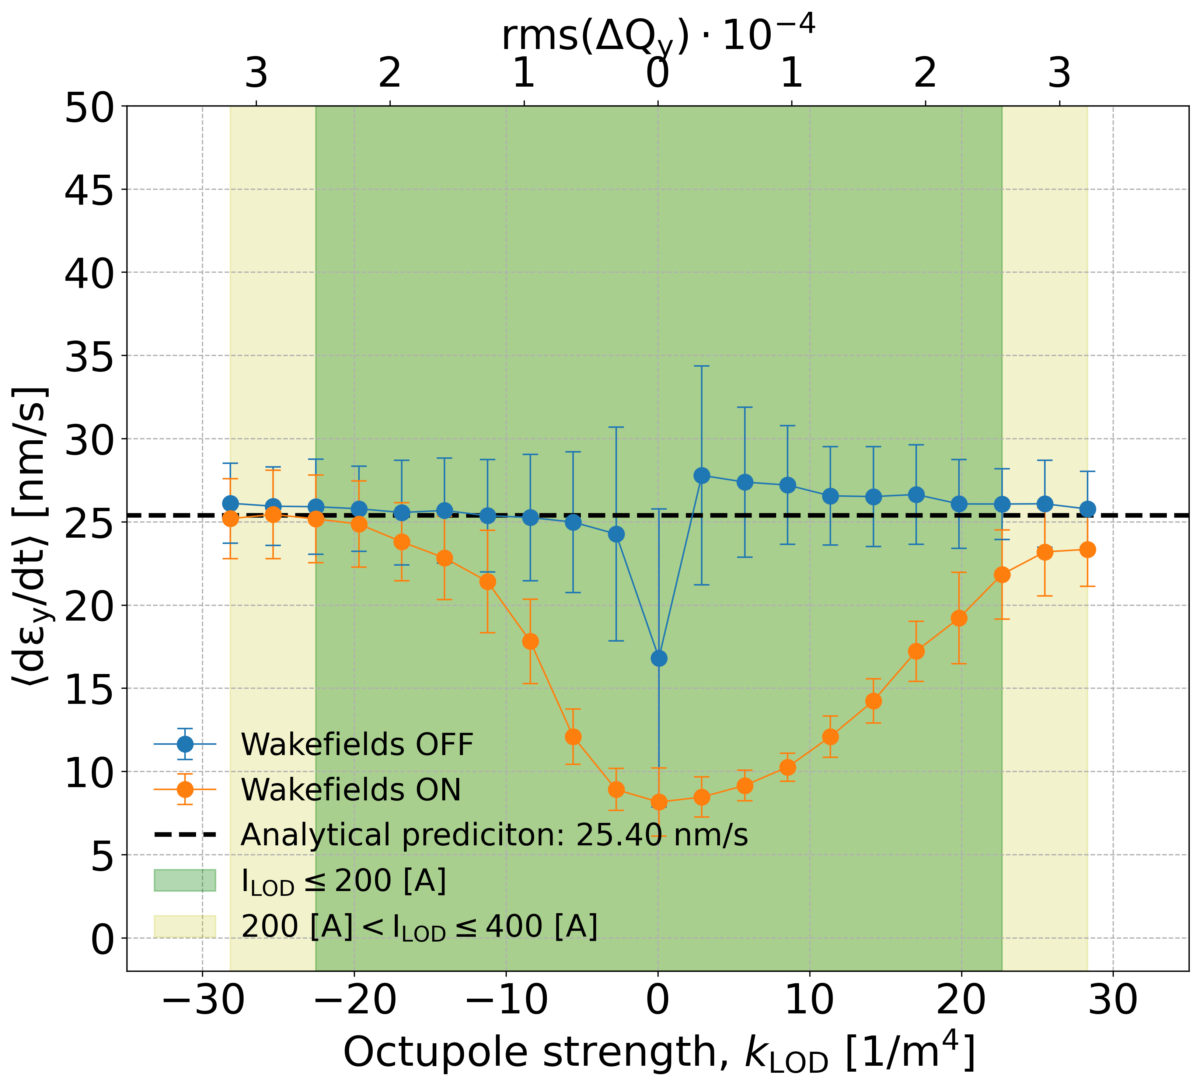 rms(ΔQy) · 10−4
3 2 1 0 1 2 3
50
45
40
35
30
25
20
15
10
5
0
⟨dεy/dt⟩ [nm/s]
Wakefields OFF
Wakefields ON
Analytical prediciton: 25.40 nm/s
ILOD ≤ 200 [A]
200 [A] < ILOD ≤ 400 [A]
−30 −20 −10 0 10 20 30
Octupole strength, kLOD [1/m4]